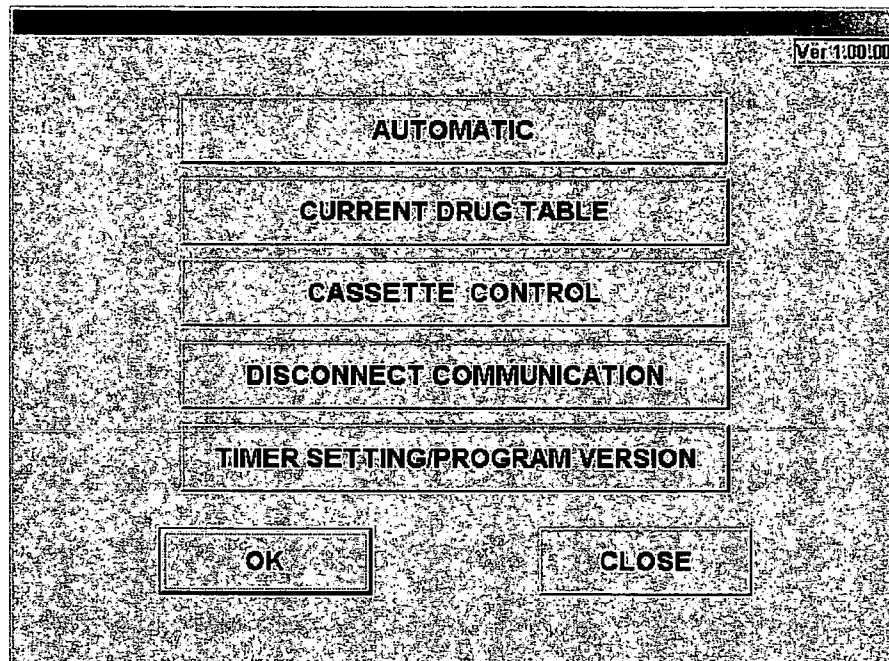 Ver:1:00:00
AUTOMATIC
CURRENT DRUG TABLE
CASSETTE CONTROL
DISCONNECT COMMUNICATION
TIMER SETTING/PROGRAM VERSION
OK CLOSE